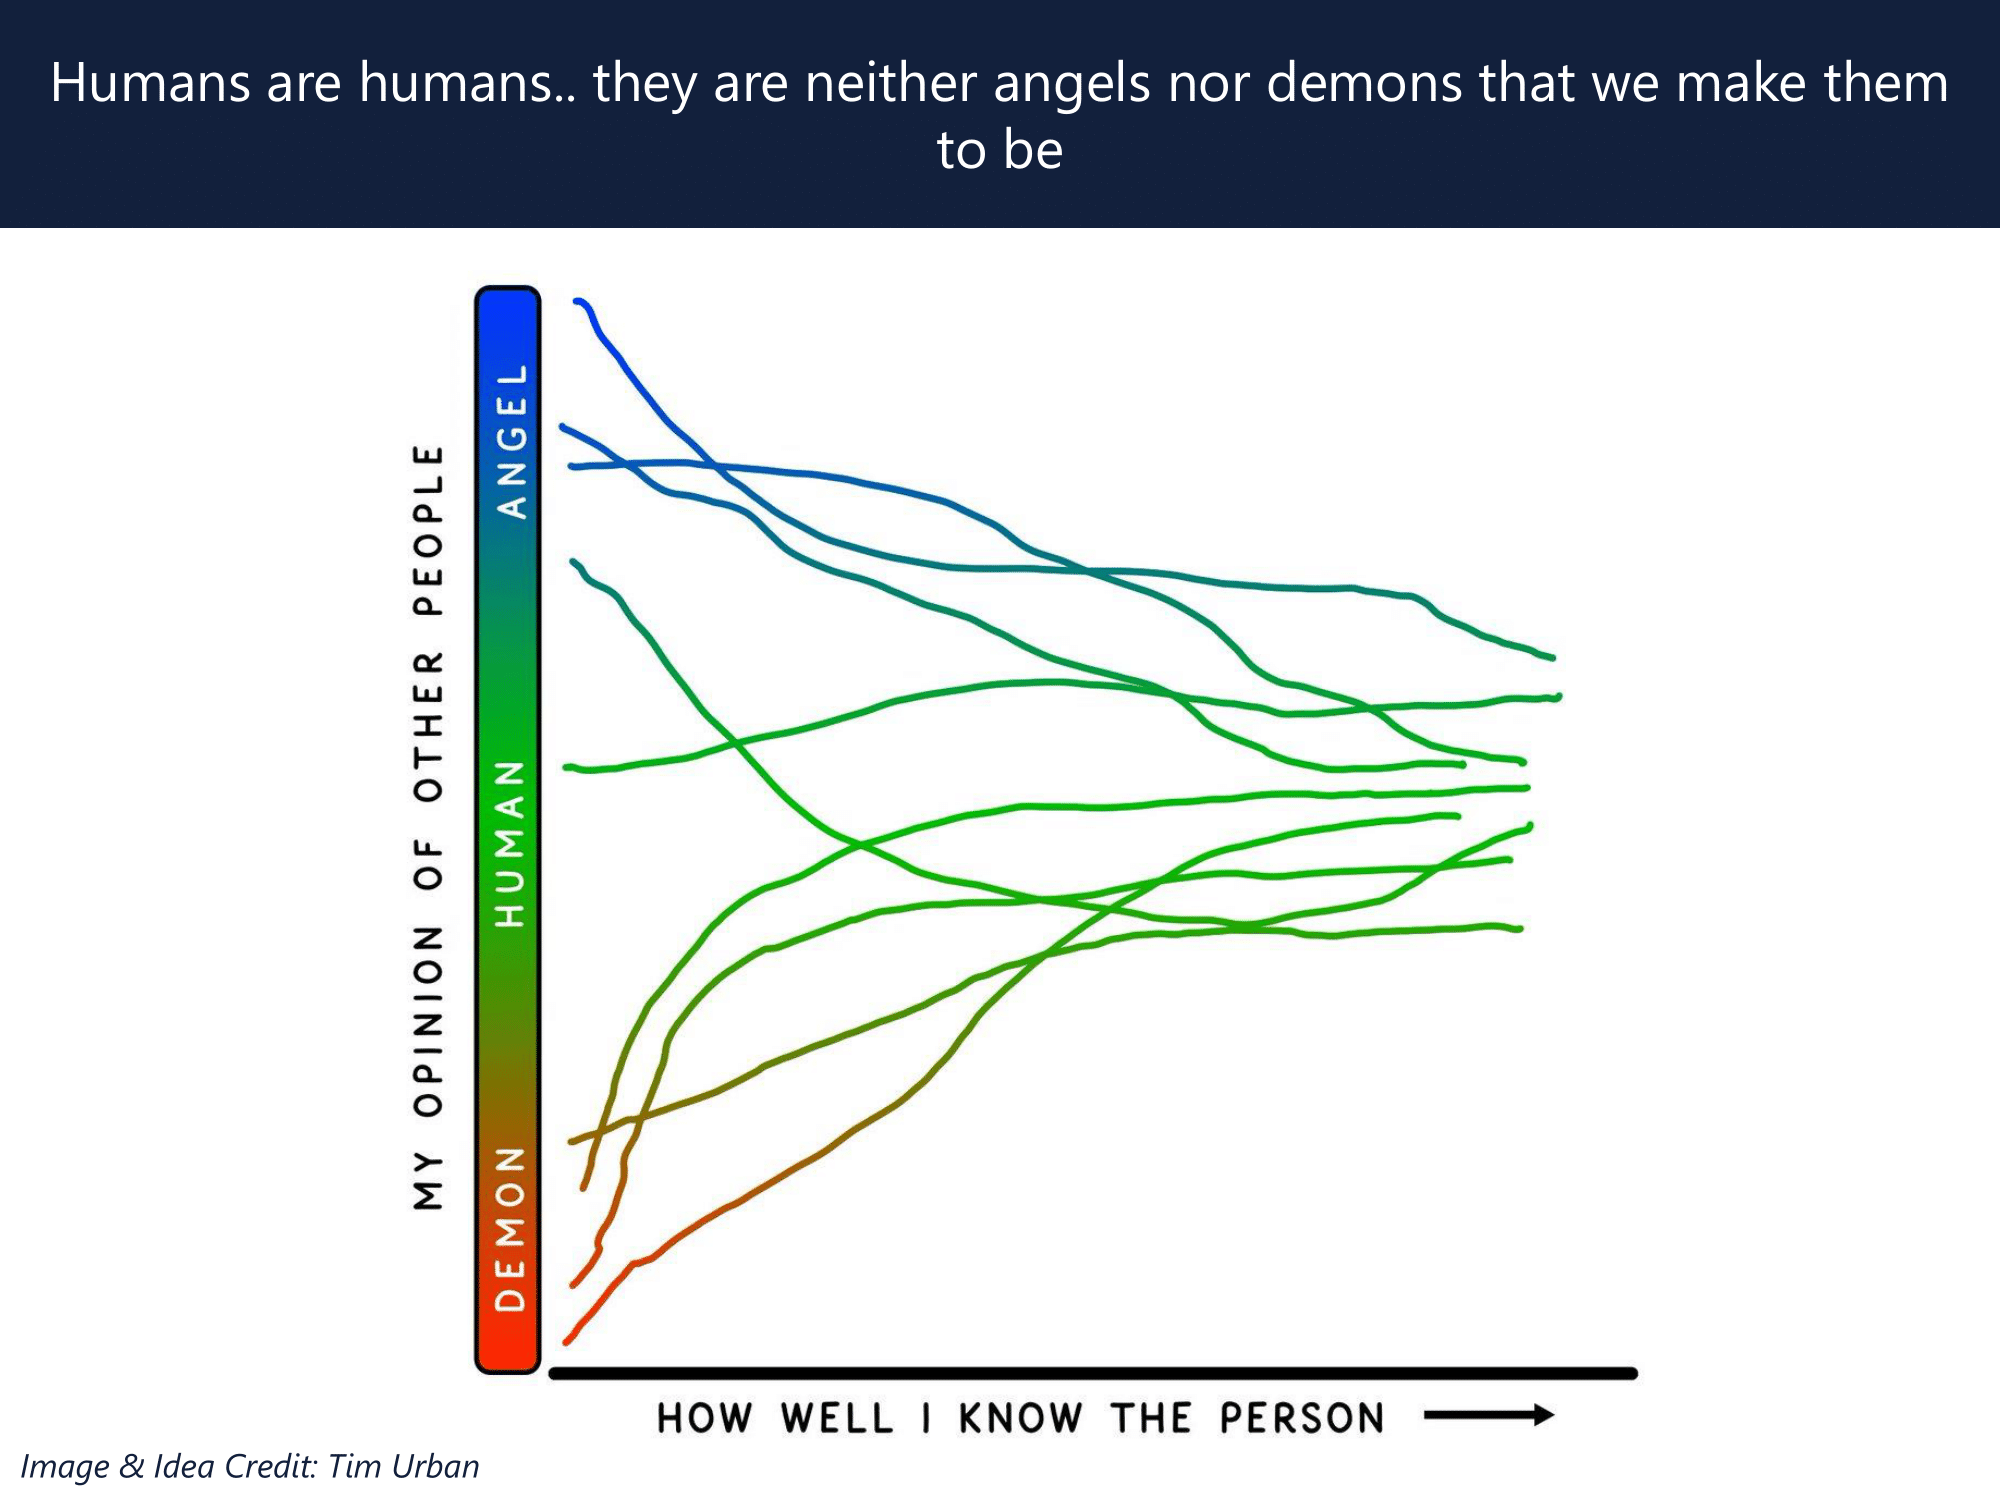 Humans are humans.. they are neither angels nor demons that we make them
to be
MY OPINION OF OTHER PEOPLE
ANGEL
HUMAN
DEMON
HOW WELL I KNOW THE PERSON
Image & Idea Credit: Tim Urban